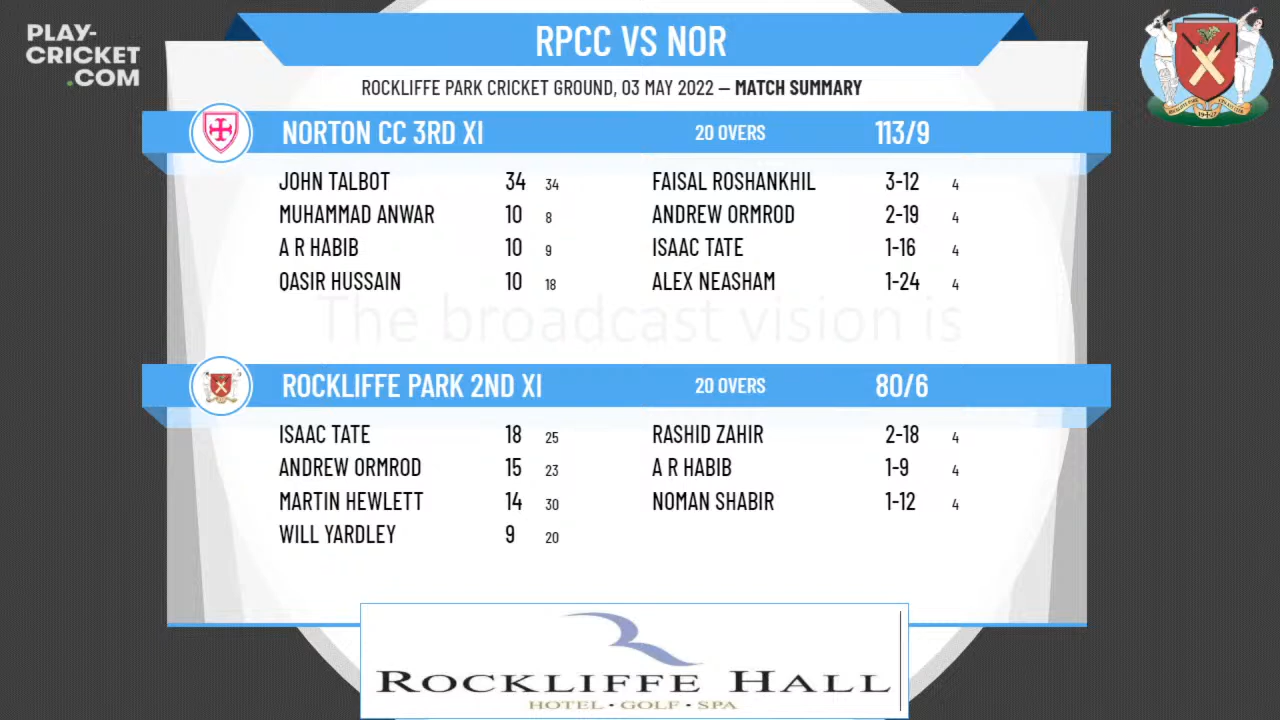 PLAY-
CRICKET
.COM
RPCC VS NOR
ROCKLIFFE PARK CRICKET GROUND, 03 MAY 2022 – MATCH SUMMARY
NORTON CC 3RD XI 20 OVERS 113/9
JOHN TALBOT 34 34 FAISAL ROSHANKHIL 3-12 4
MUHAMMAD ANWAR 10 8 ANDREW ORMROD 2-19 4
A R HABIB 10 9 ISAAC TATE 1-16 4
QASIR HUSSAIN 10 18 ALEX NEASHAM 1-24 4
The broadcast vision is
ROCKLIFFE PARK 2ND XI 20 OVERS 80/6
ISAAC TATE 18 25 RASHID ZAHIR 2-18 4
ANDREW ORMROD 15 23 A R HABIB 1-9 4
MARTIN HEWLETT 14 30 NOMAN SHABIR 1-12 4
WILL YARDLEY 9 20
ROCKLIFFE HALL
HOTEL • GOLF • SPA